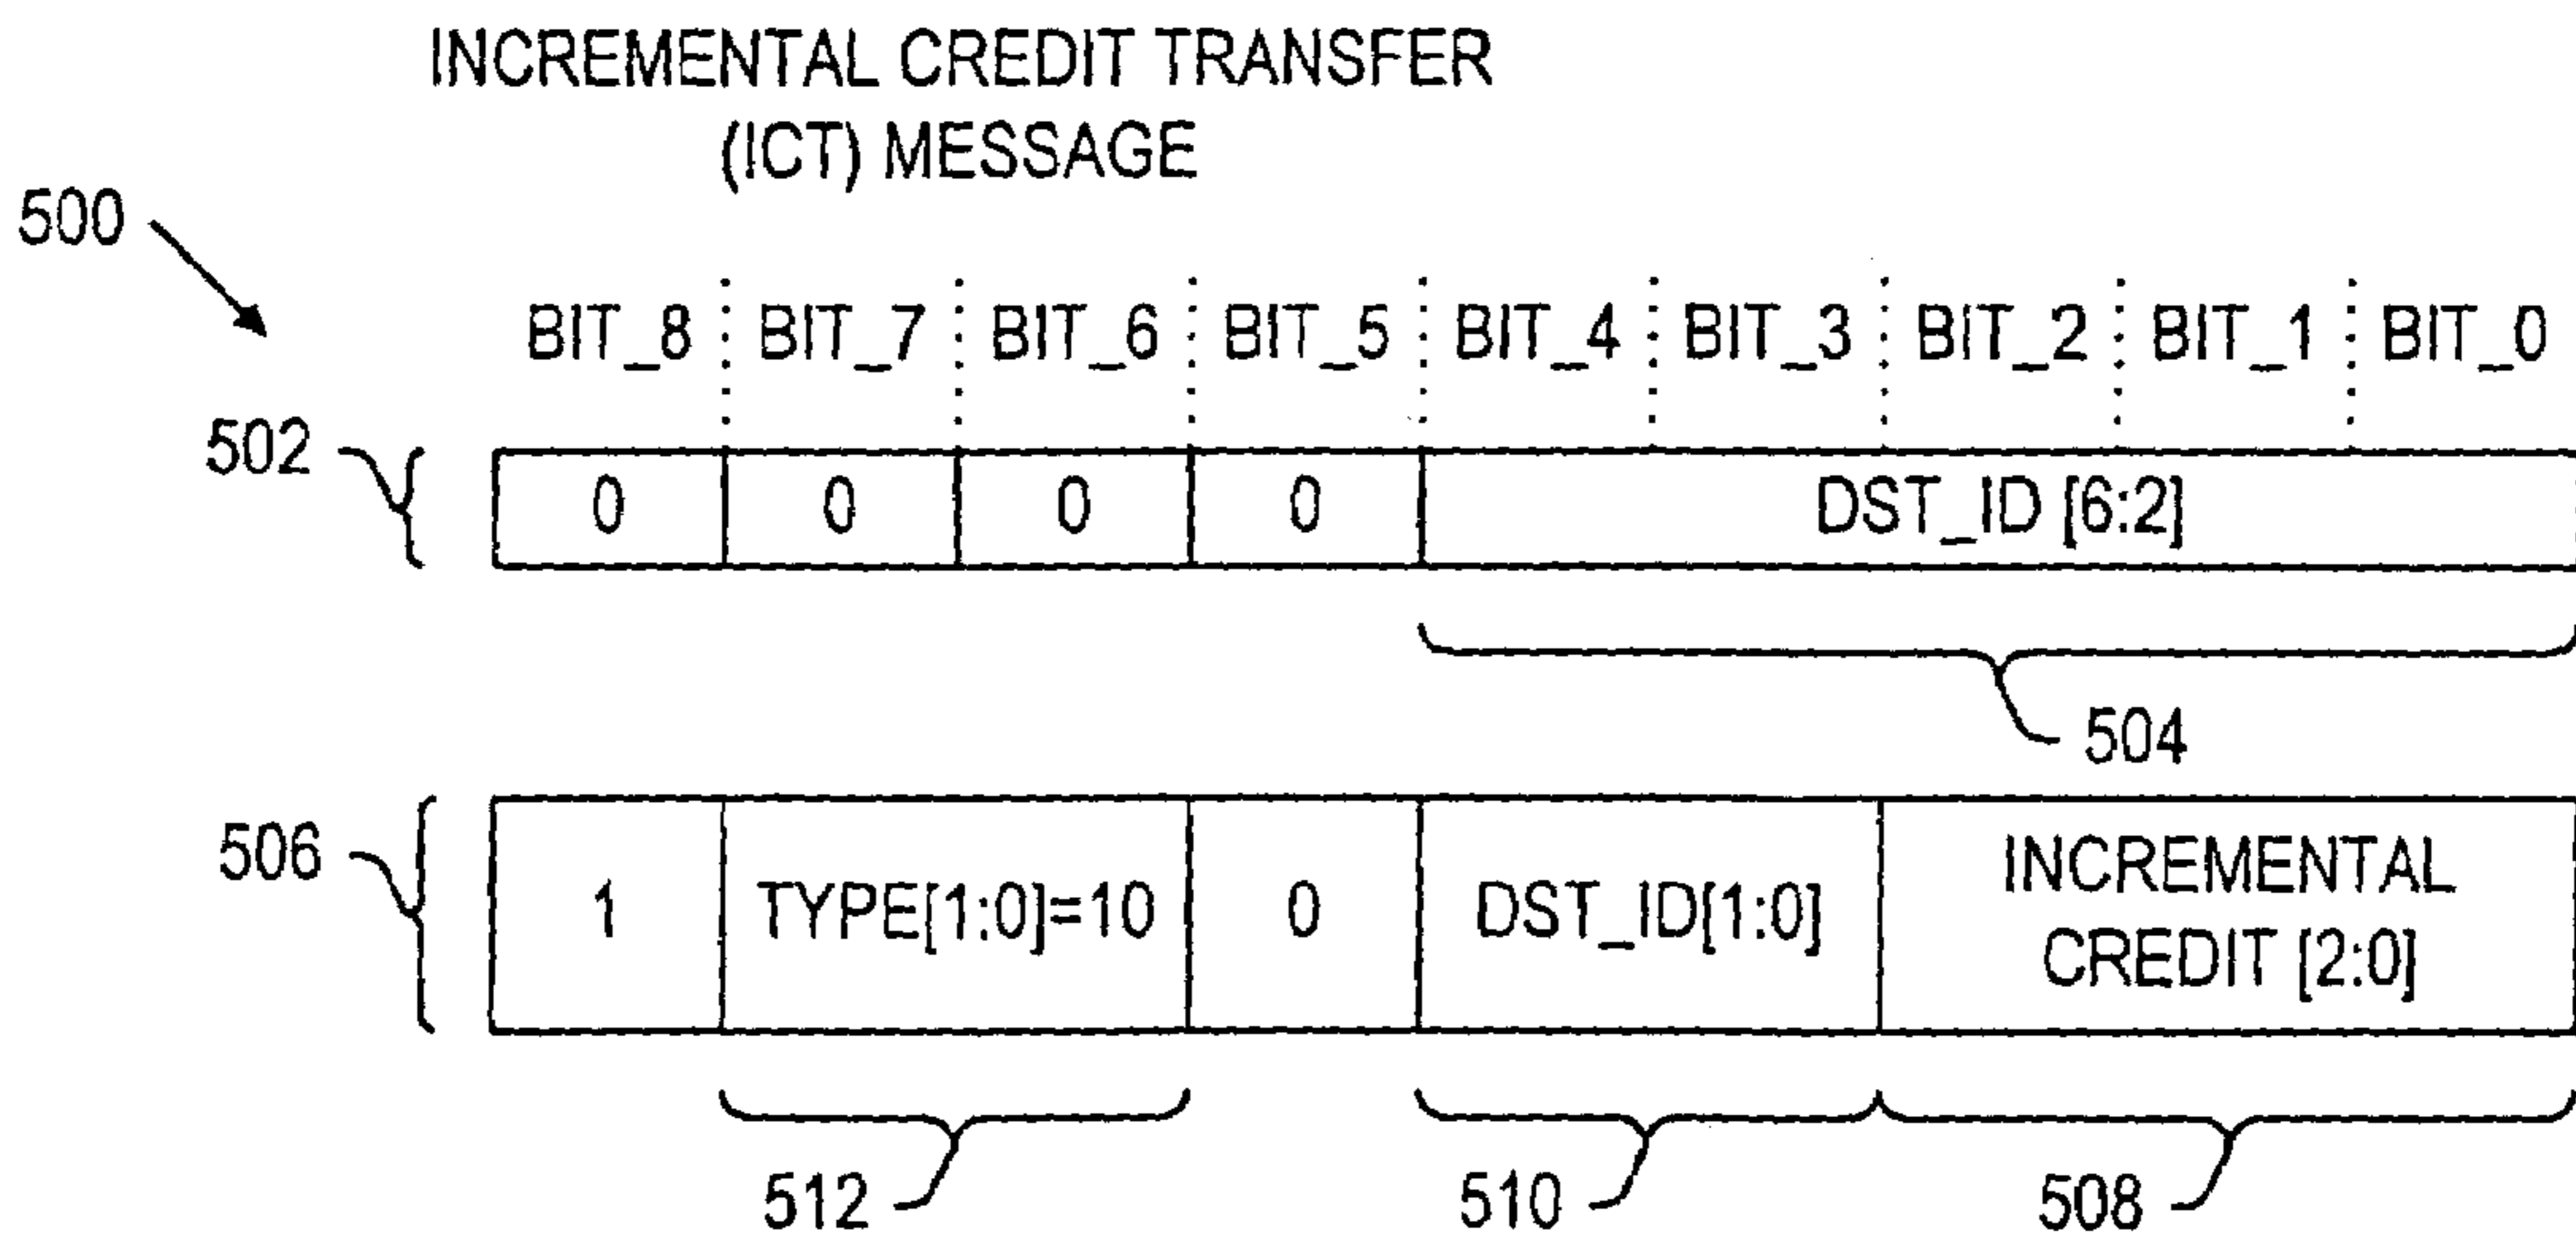 INCREMENTAL CREDIT TRANSFER
(ICT) MESSAGE
500
BIT_8 BIT_7 BIT_6 BIT_5 BIT_4 BIT_3 BIT_2 BIT_1 BIT_0
502
0 0 0 0 DST_ID [6:2]
504
506
1 TYPE[1:0]=10 0 DST_ID[1:0] INCREMENTAL
CREDIT [2:0]
512 510 508